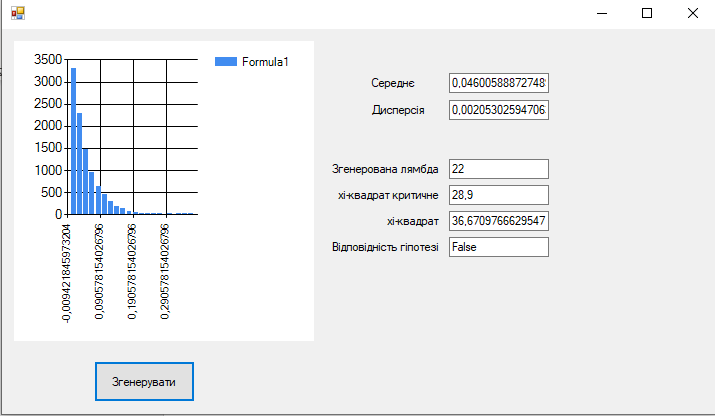 3500
3000
2500
2000
1500
1000
500
0
-0,009421845973204
0,090578154026796
0,190578154026796
0,290578154026796
Formula1
Середнє 0,04600588872748
Дисперсія 0,00205302594706
Згенерована лямбда 22
хі-квадрат критичне 28,9
хі-квадрат 36,6709766629547
Відповідність гіпотезі False
Згенерувати